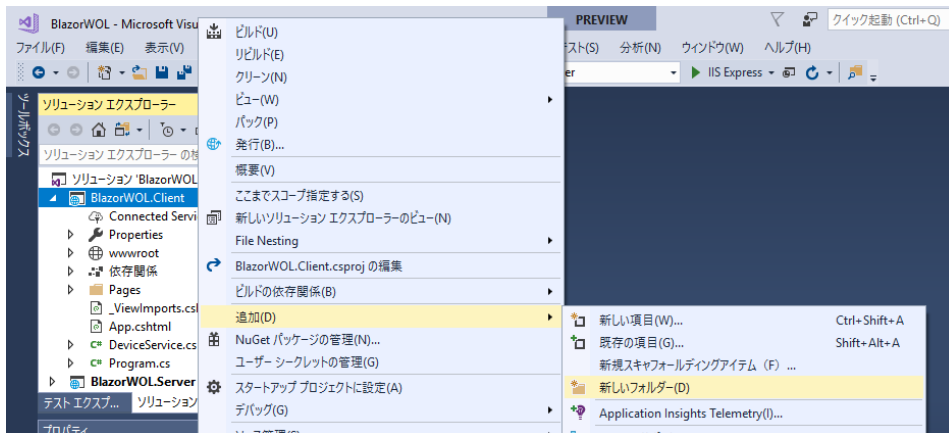 BlazorWOL - Microsoft Visu
PREVIEW
クイック起動 (Ctrl+Q)
ファイル(F) 編集(E) 表示(V)
テスト(S) 分析(N) ウィンドウ(W) ヘルプ(H)
er
IIS Express
ツールボックス
ソリューション エクスプローラー
ソリューション エクスプローラー の検
ソリューション 'BlazorWOL
BlazorWOL.Client
Connected Servi
Properties
wwwroot
依存関係
Pages
_ViewImports.csl
App.cshtml
C# DeviceService.cs
C# Program.cs
BlazorWOL.Server
テスト エクスプ... ソリューション
プロパティ
ビルド(U)
リビルド(E)
クリーン(N)
ビュー(W)
パック(P)
発行(B)...
概要(V)
ここまでスコープ指定する(S)
新しいソリューション エクスプローラーのビュー(N)
File Nesting
BlazorWOL.Client.csproj の編集
ビルドの依存関係(B)
追加(D)
NuGet パッケージの管理(N)...
ユーザー シークレットの管理(G)
スタートアップ プロジェクトに設定(A)
デバッグ(G)
新しい項目(W)... Ctrl+Shift+A
既存の項目(G)... Shift+Alt+A
新規スキャフォールディングアイテム (F) ...
新しいフォルダー(D)
Application Insights Telemetry(I)...